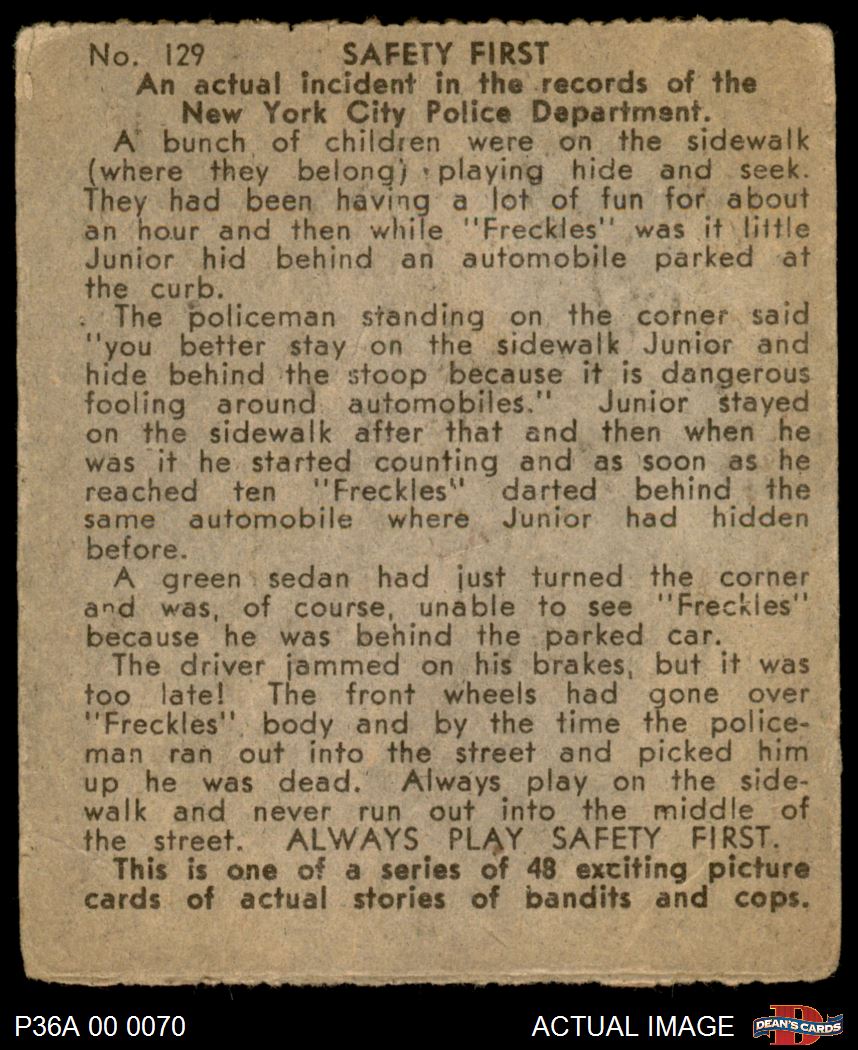 No. 129 SAFETY FIRST
An actual incident in the records of the
New York City Police Department.
A bunch of children were on the sidewalk
(where they belong) playing hide and seek.
They had been having a lot of fun for about
an hour and then while "Freckles" was it little
Junior hid behind an automobile parked at
the curb.
The policeman standing on the corner said
"you better stay on the sidewalk Junior and
hide behind the stoop because it is dangerous
fooling around automobiles." Junior stayed
on the sidewalk after that and then when he
was it he started counting and as soon as he
reached ten "Freckles" darted behind the
same automobile where Junior had hidden
before.
A green sedan had just turned the corner
and was, of course, unable to see "Freckles"
because he was behind the parked car.
The driver jammed on his brakes, but it was
too late! The front wheels had gone over
"Freckles" body and by the time the police-
man ran out into the street and picked him
up he was dead. Always play on the side-
walk and never run out into the middle of
the street. ALWAYS PLAY SAFETY FIRST.
This is one of a series of 48 exciting picture
cards of actual stories of bandits and cops.
P36A 00 0070 ACTUAL IMAGE DEAN'S CARDS